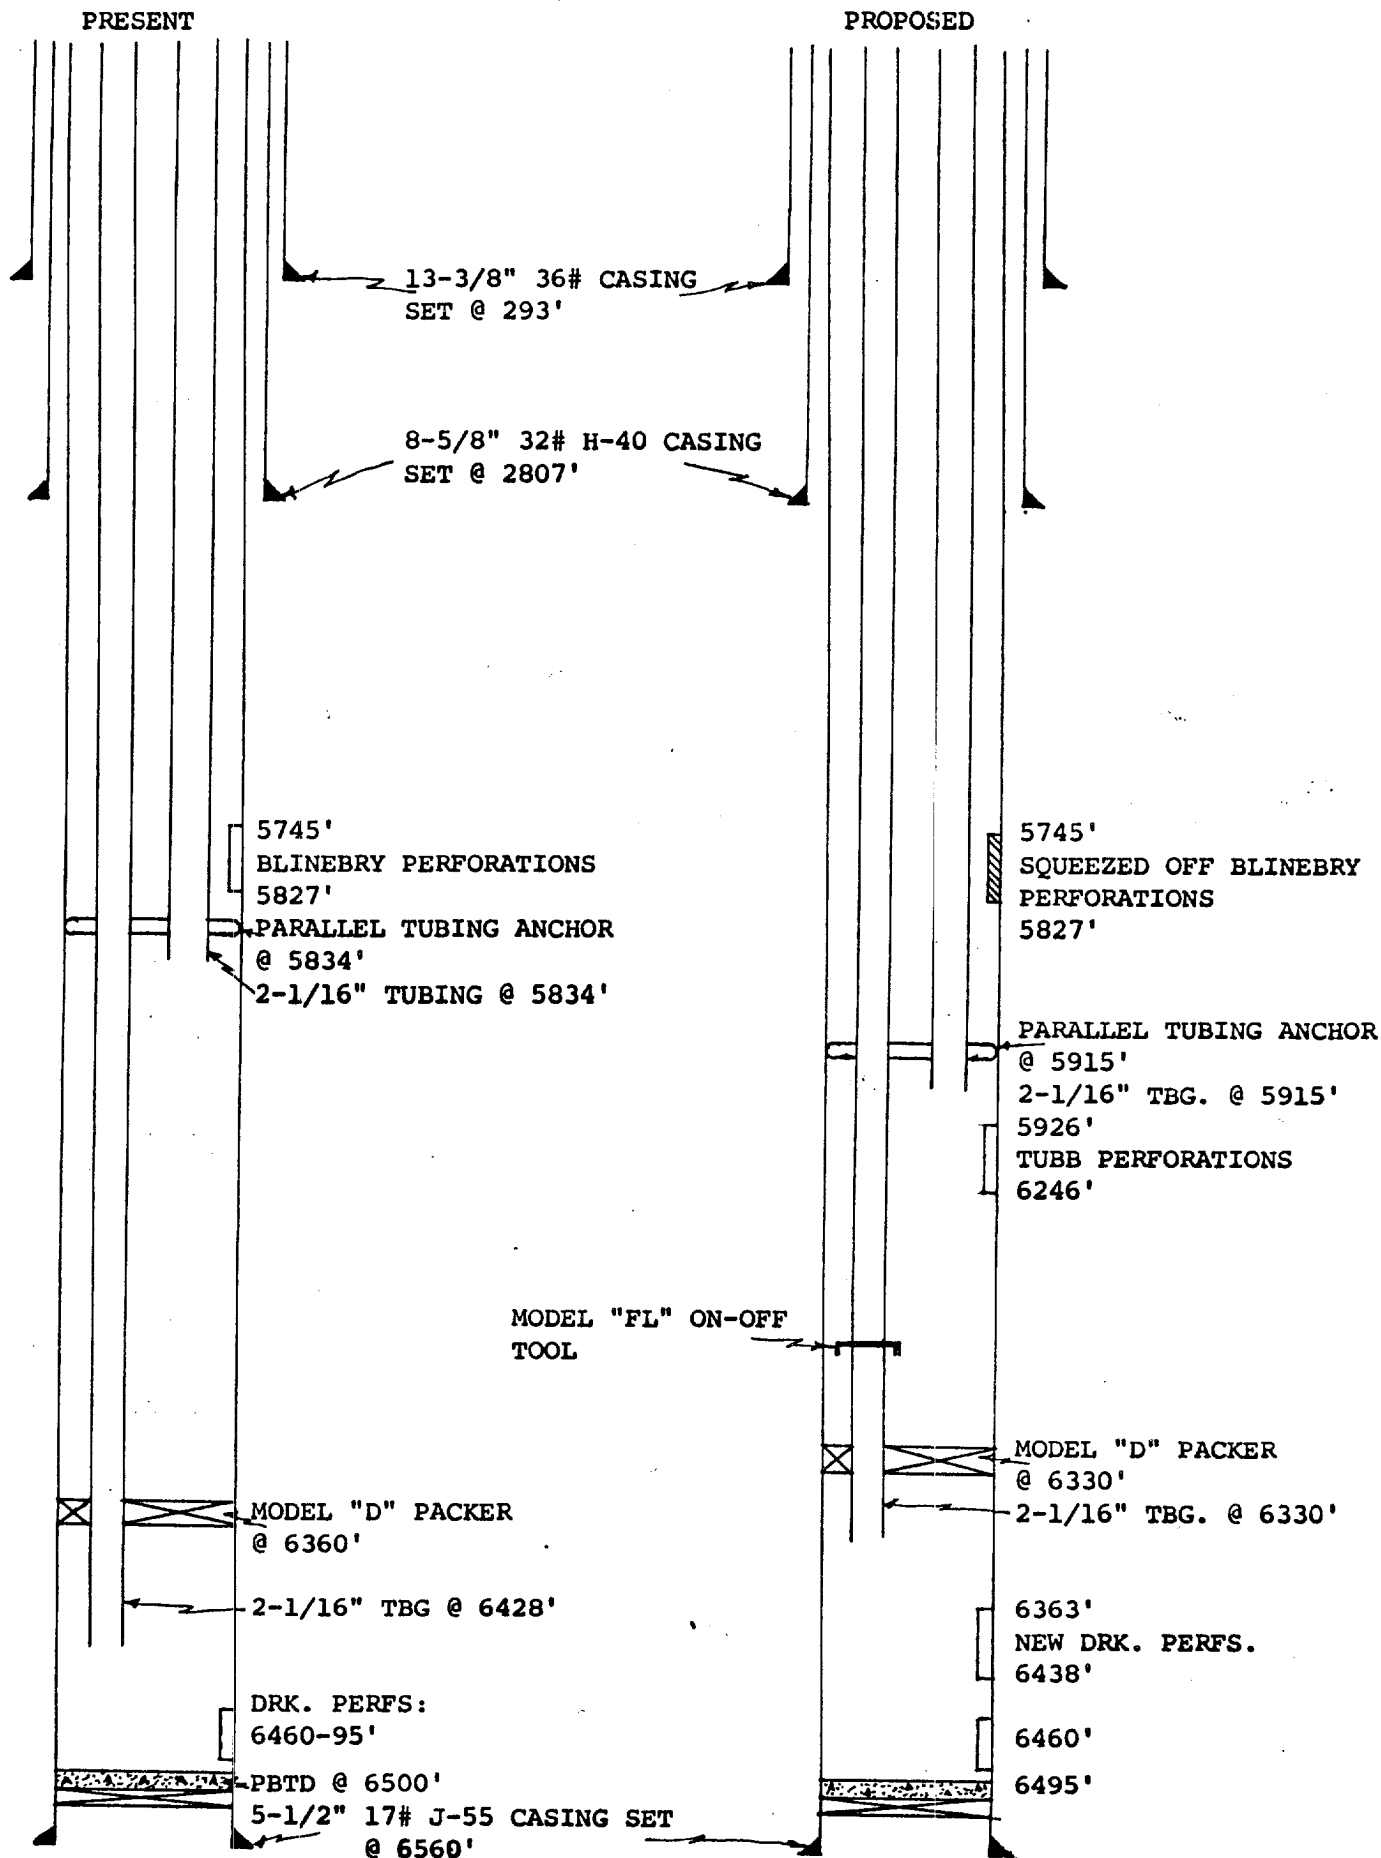 PRESENT
PROPOSED
13-3/8" 36# CASING
SET @ 293'
8-5/8" 32# H-40 CASING
SET @ 2807'
5745'
BLINEBRY PERFORATIONS
5827'
PARALLEL TUBING ANCHOR
@ 5834'
2-1/16" TUBING @ 5834'
MODEL "D" PACKER
@ 6360'
2-1/16" TBG @ 6428'
DRK. PERFS:
6460-95'
PBTD @ 6500'
5-1/2" 17# J-55 CASING SET
@ 6560'
5745'
SQUEEZED OFF BLINEBRY
PERFORATIONS
5827'
PARALLEL TUBING ANCHOR
@ 5915'
2-1/16" TBG. @ 5915'
5926'
TUBB PERFORATIONS
6246'
MODEL "FL" ON-OFF
TOOL
MODEL "D" PACKER
@ 6330'
2-1/16" TBG. @ 6330'
6363'
NEW DRK. PERFS.
6438'
6460'
6495'